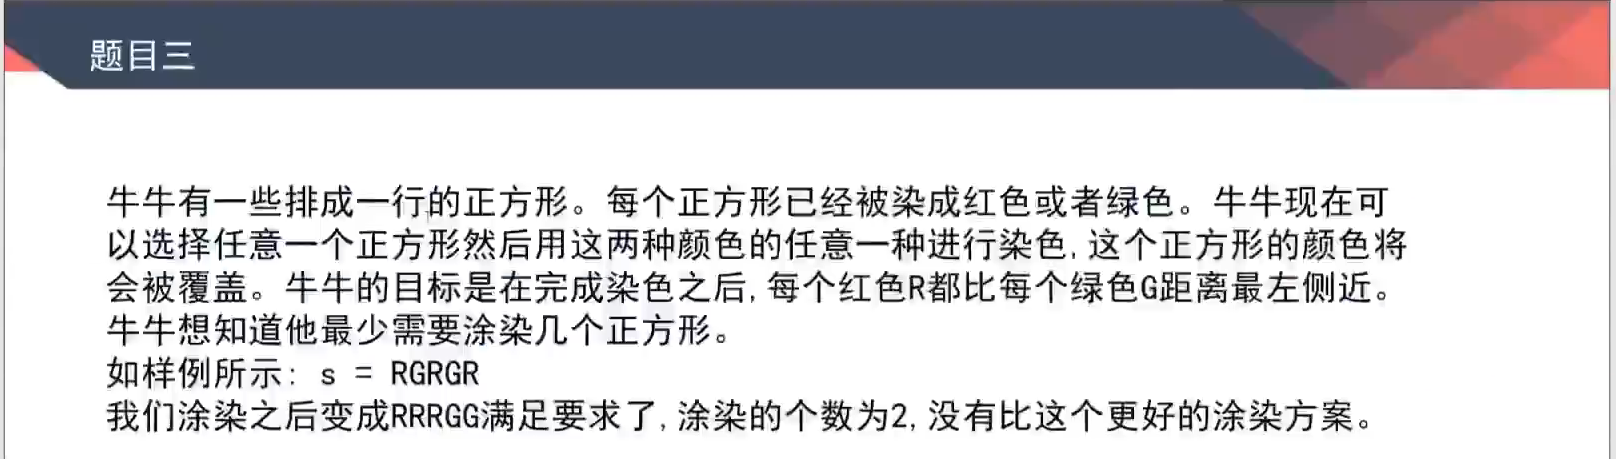 题目三
牛牛有一些排成一行的正方形。每个正方形已经被染成红色或者绿色。牛牛现在可
以选择任意一个正方形然后用这两种颜色的任意一种进行染色,这个正方形的颜色将
会被覆盖。牛牛的目标是在完成染色之后,每个红色R都比每个绿色G距离最左侧近。
牛牛想知道他最少需要涂染几个正方形。
如样例所示: s = RGRGR
我们涂染之后变成RRRGG满足要求了,涂染的个数为2,没有比这个更好的涂染方案。